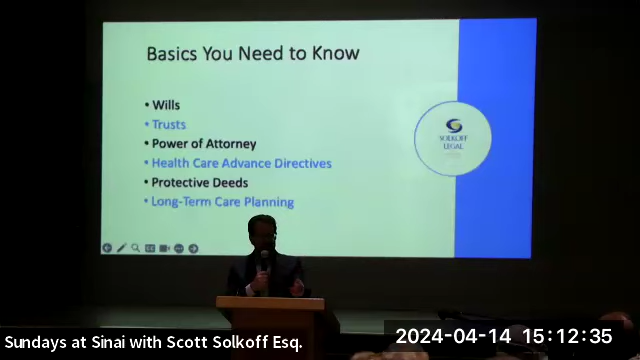 Basics You Need to Know
• Wills
• Trusts
• Power of Attorney
• Health Care Advance Directives
• Protective Deeds
• Long-Term Care Planning
SOLKOFF
LEGAL
Sundays at Sinai with Scott Solkoff Esq.
2024-04-14 15:12:35